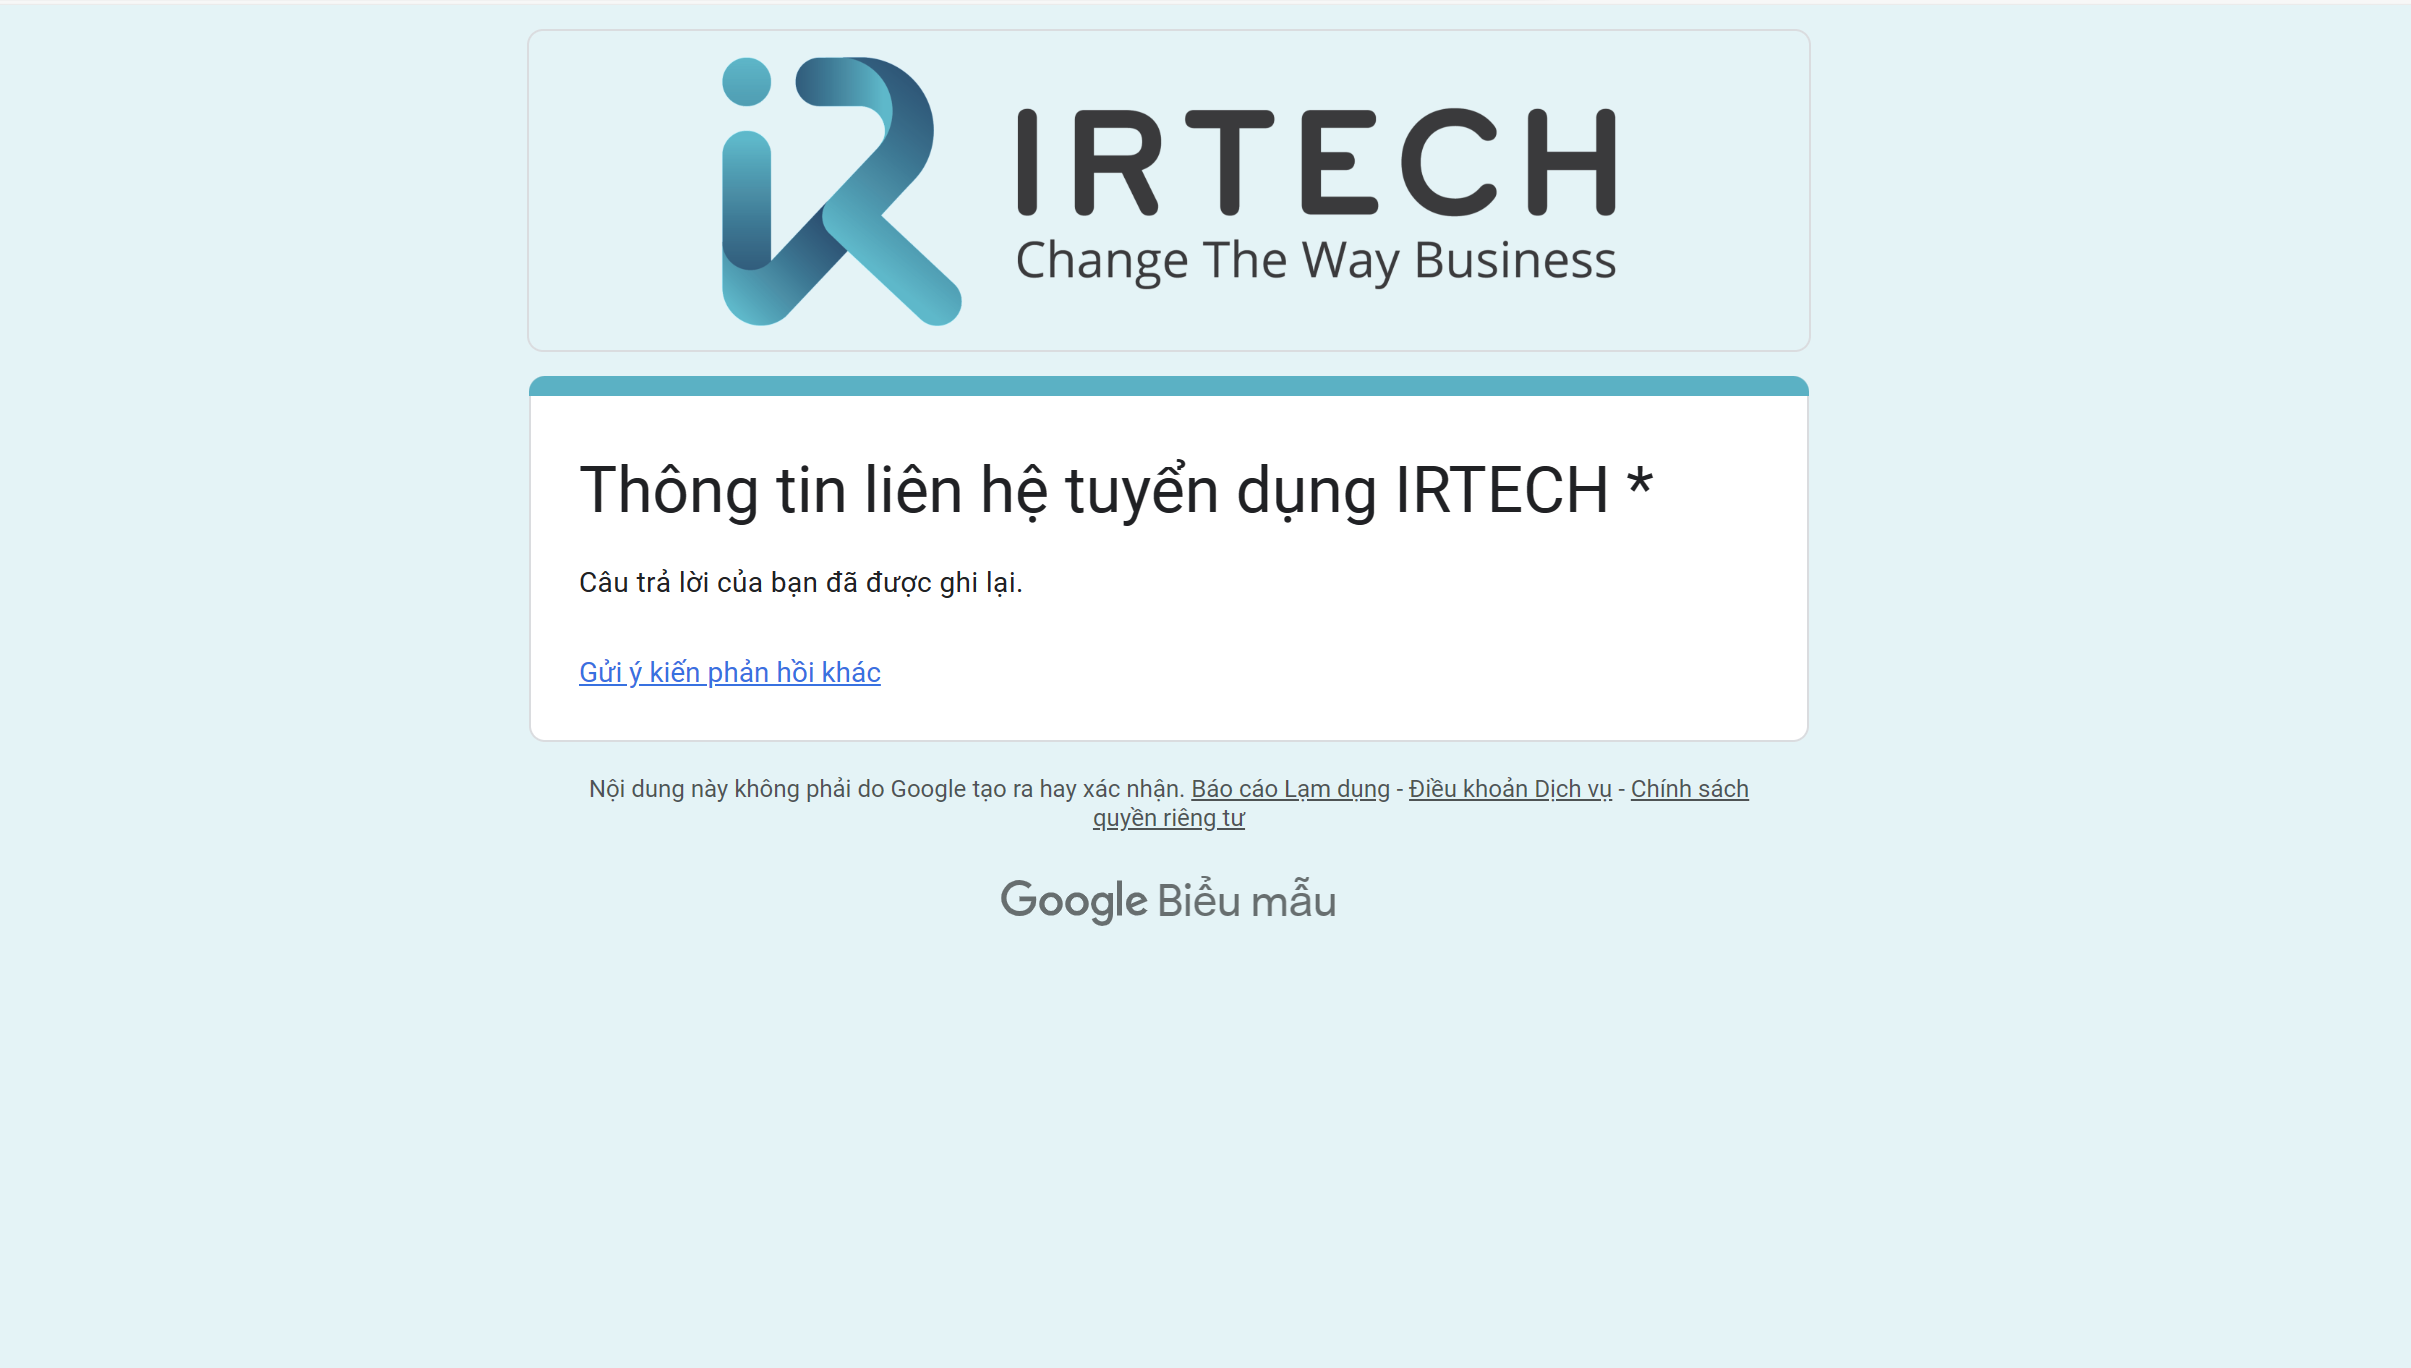 IRTECH
Change The Way Business
Thông tin liên hệ tuyển dụng IRTECH *
Câu trả lời của bạn đã được ghi lại.
Gửi ý kiến phản hồi khác
Nội dung này không phải do Google tạo ra hay xác nhận. Báo cáo Lạm dụng - Điều khoản Dịch vụ - Chính sách
quyền riêng tư
Google Biểu mẫu